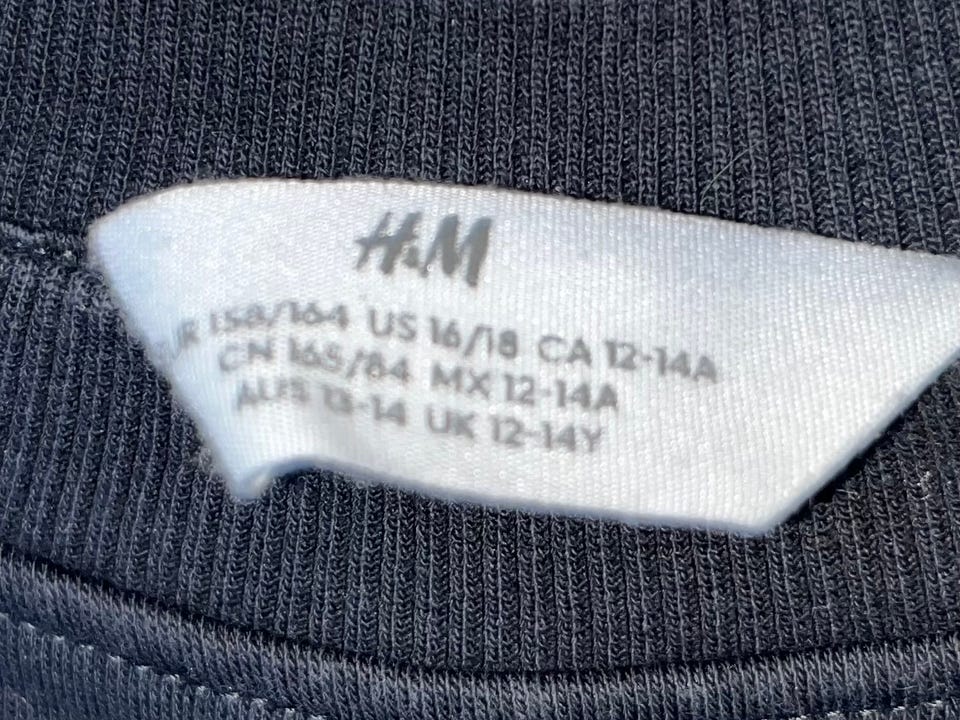 H&M
158/164 US 16/18 CA 12-14A
CN 165/84 MX 12-14A
AU 13-14 UK 12-14Y